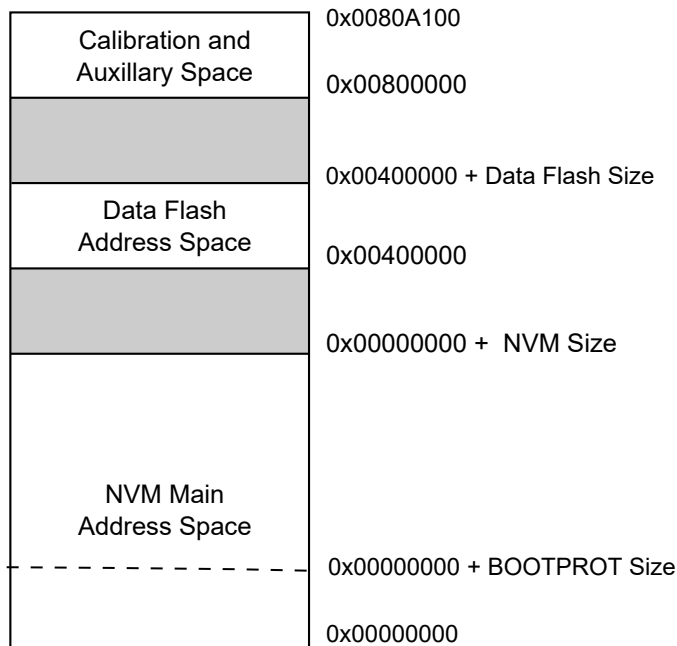 0x0080A100
Calibration and
Auxillary Space
0x00800000
0x00400000 + Data Flash Size
Data Flash
Address Space
0x00400000
0x00000000 + NVM Size
NVM Main
Address Space
0x00000000 + BOOTPROT Size
0x00000000